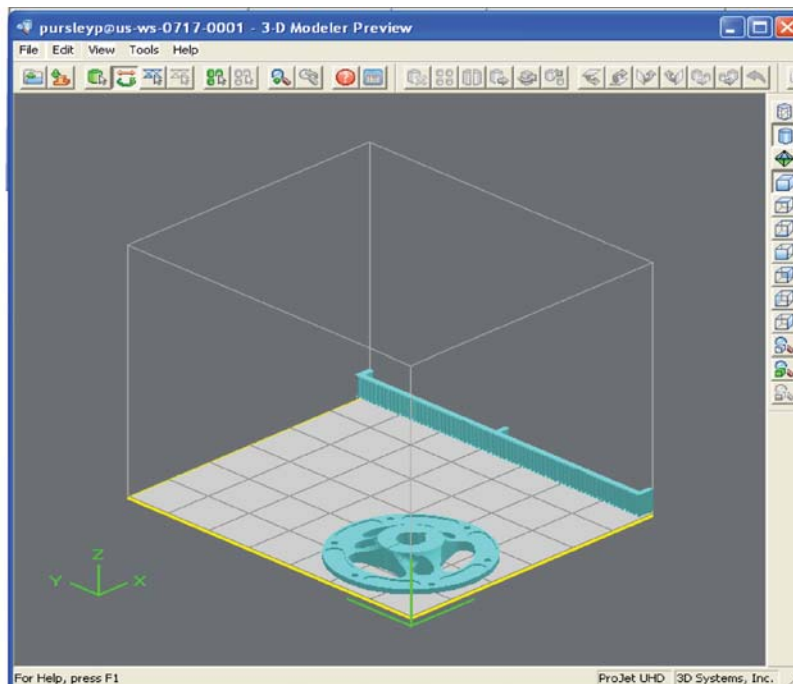 pursleyp@us-ws-0717-0001 - 3-D Modeler Preview
File Edit View Tools Help
Z
Y X
For Help, press F1 ProJet UHD 3D Systems, Inc.